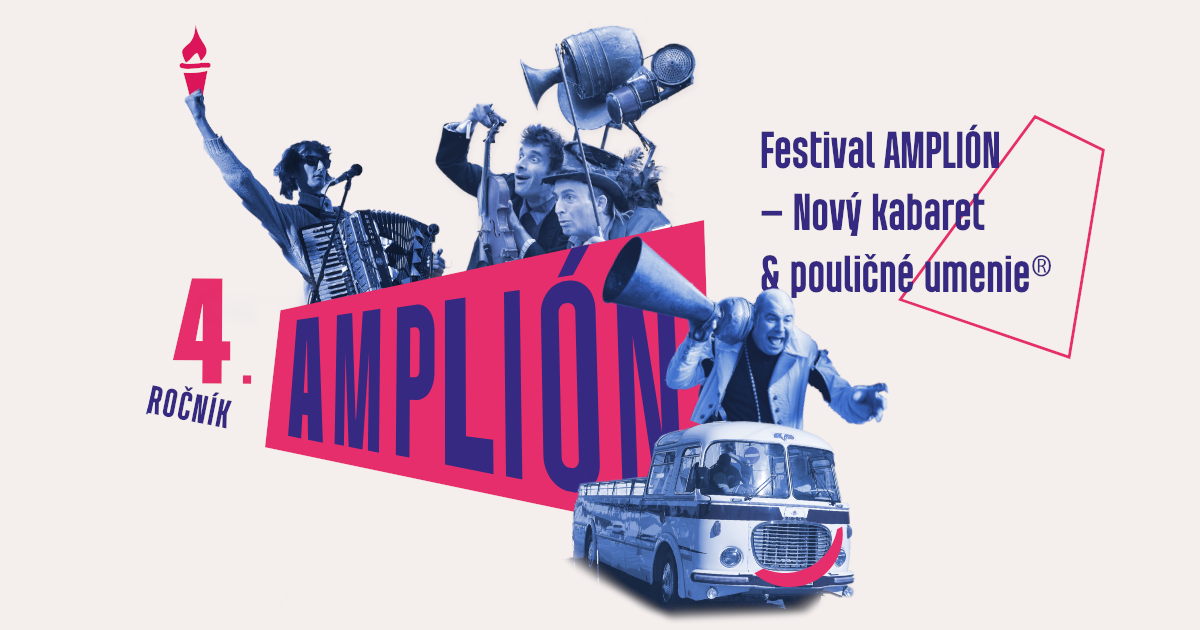 4.
ROČNÍK
AMPLIÓN
Festival AMPLIÓN
– Nový kabaret
& pouličné umenie®